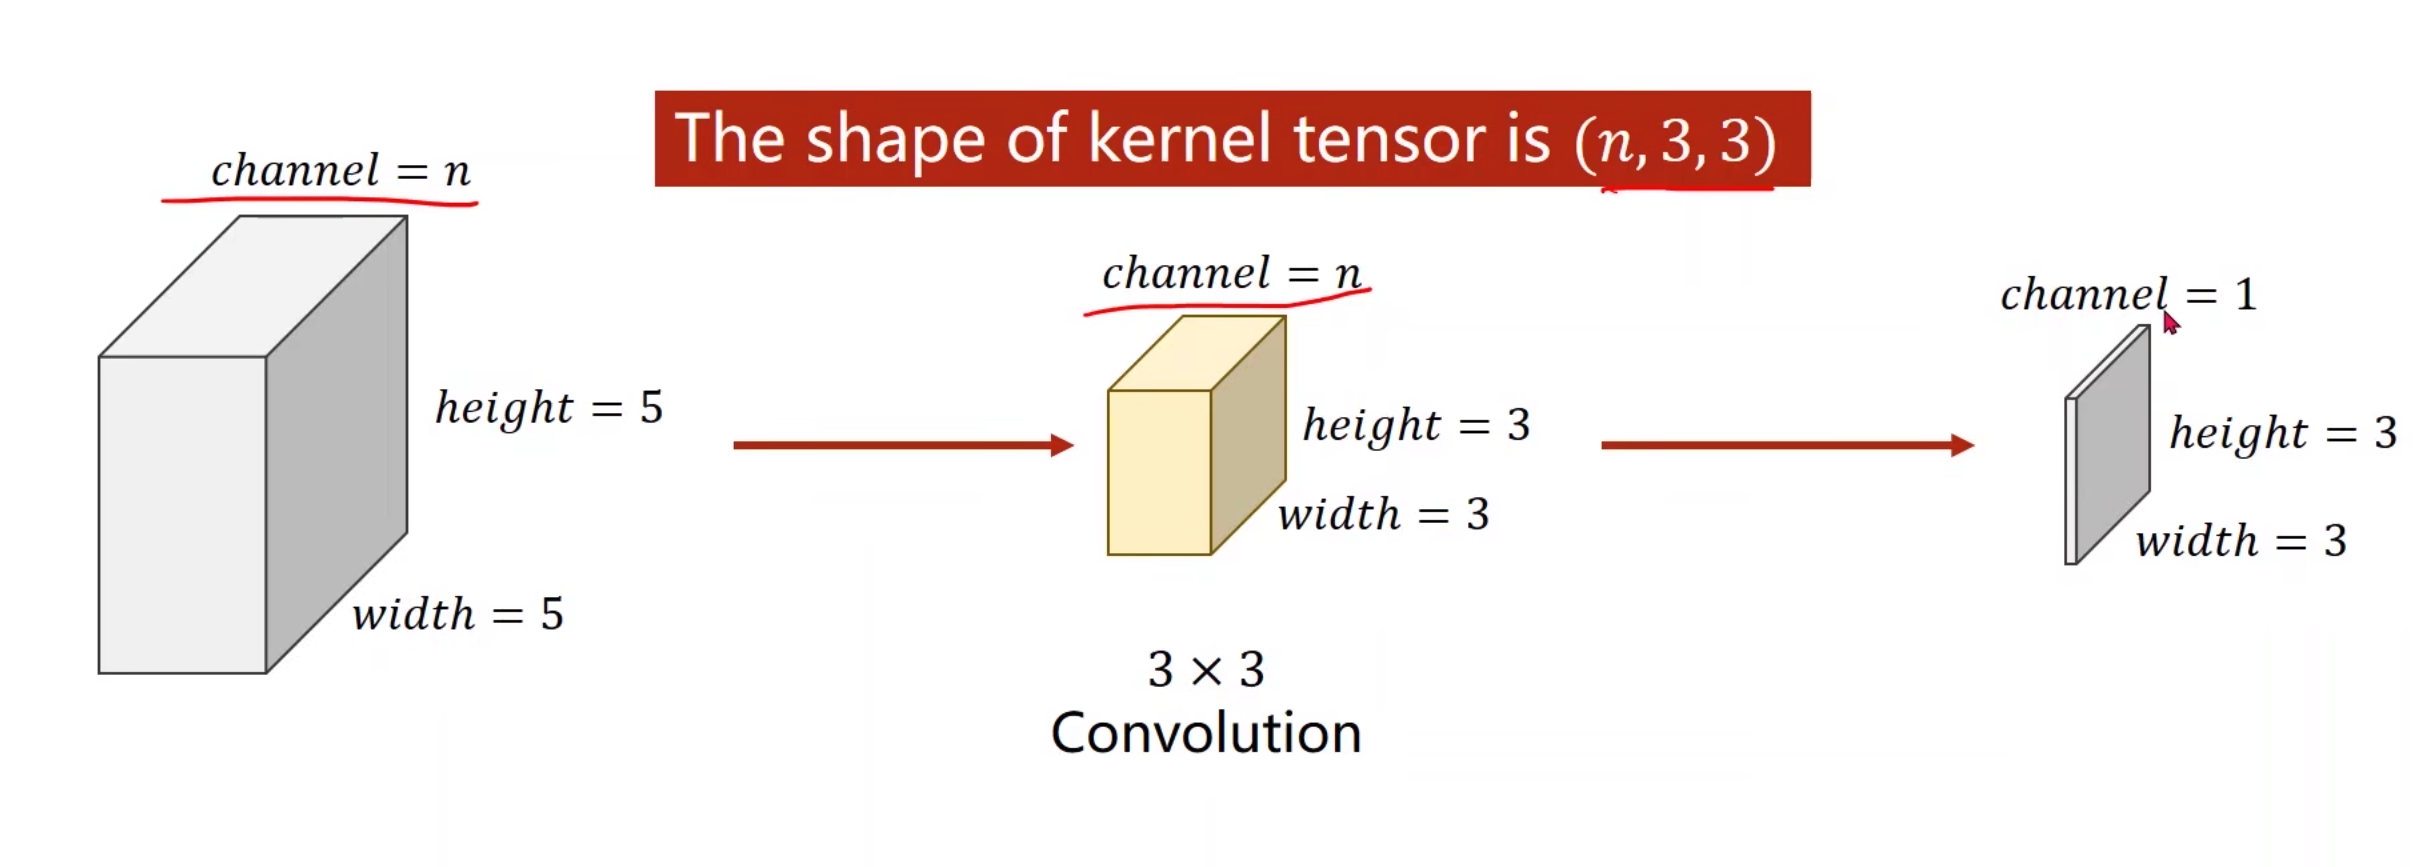 The shape of kernel tensor is (n, 3, 3)
channel = n
height = 5
width = 5
channel = n
height = 3
width = 3
3 × 3
Convolution
channel = 1
height = 3
width = 3